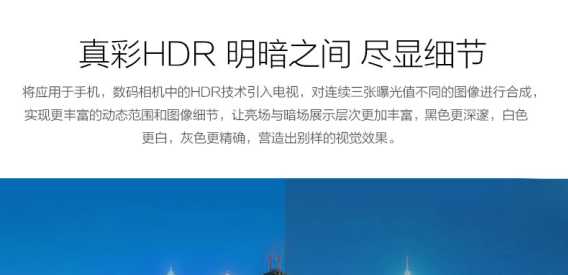 真彩HDR 明暗之间 尽显细节
将应用于手机，数码相机中的HDR技术引入电视，对连续三张曝光值不同的图像进行合成，
实现更丰富的动态范围和图像细节，让亮场与暗场展示层次更加丰富，黑色更深邃，白色
更白，灰色更精确，营造出别样的视觉效果。